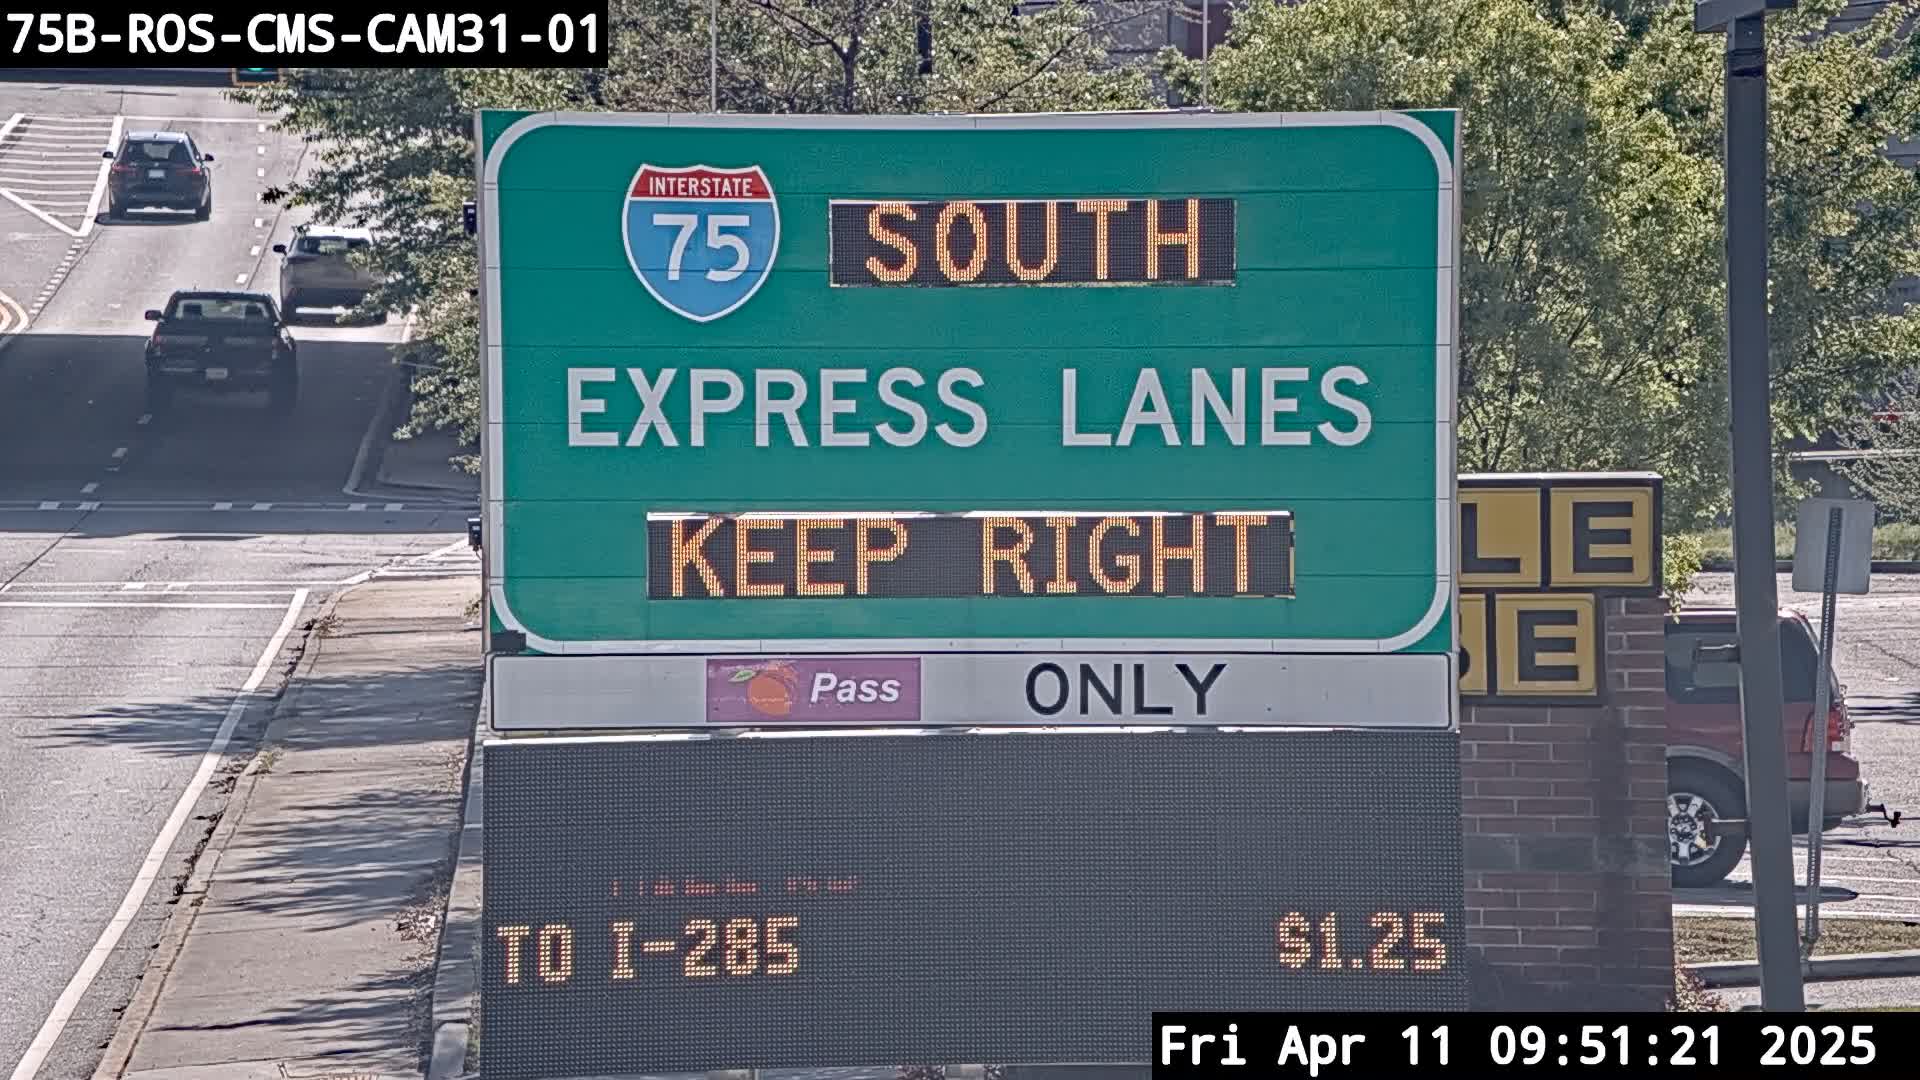 75B-ROS-CMS-CAM31-01
INTERSTATE
75
SOUTH
EXPRESS LANES
KEEP RIGHT
Pass ONLY
TO I-285 $1.25
LE
E
Fri Apr 11 09:51:21 2025